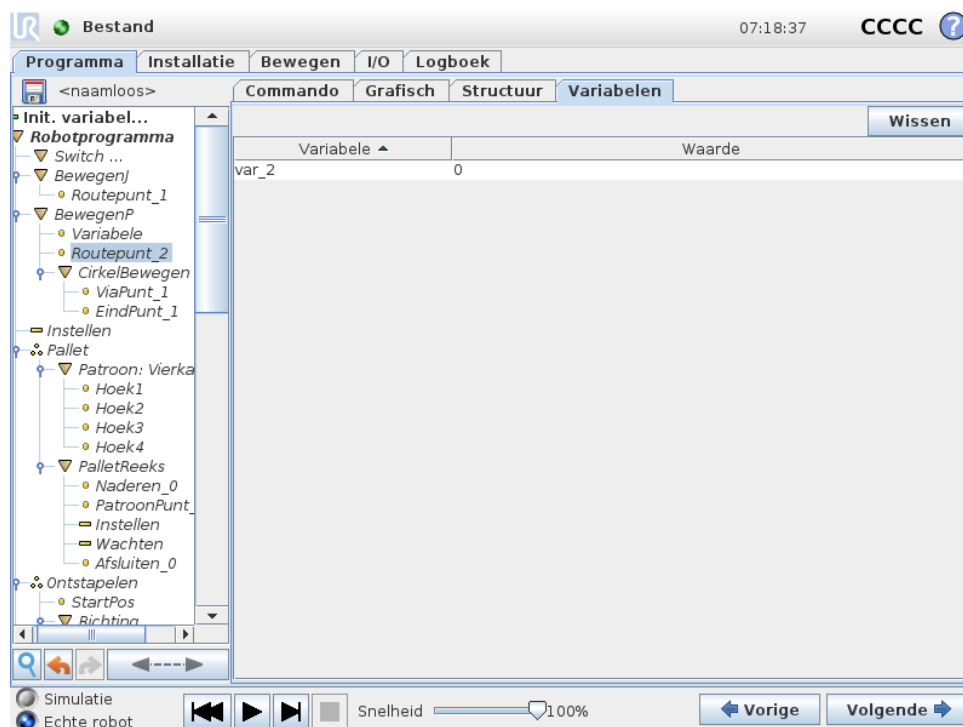 UR Bestand 07:18:37 CCCC ?
Programma Installatie Bewegen I/O Logboek
<naamloos> Commando Grafisch Structuur Variabelen
Wissen
Variabele Waarde
var_2 0
Init. variabel...
Robotprogramma
Switch ...
BewegenJ
Routepunt_1
BewegenP
Variabele
Routepunt_2
CirkelBewegen
ViaPunt_1
EindPunt_1
Instellen
Pallet
Patroon: Vierka
Hoek1
Hoek2
Hoek3
Hoek4
PalletReeks
Naderen_0
PatroonPunt_
Instellen
Wachten
Afsluiten_0
Ontstapelen
StartPos
Richting
Simulatie
Echte robot
Snelheid 100%
Vorige Volgende